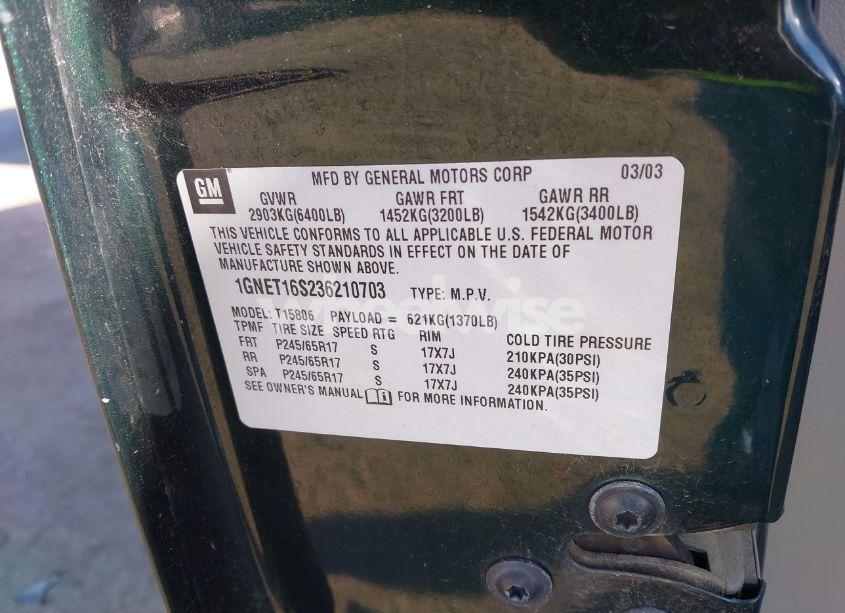 GM
MFD BY GENERAL MOTORS CORP 03/03
GVWR GAWR FRT GAWR RR
2903KG(6400LB) 1452KG(3200LB) 1542KG(3400LB)
THIS VEHICLE CONFORMS TO ALL APPLICABLE U.S. FEDERAL MOTOR
VEHICLE SAFETY STANDARDS IN EFFECT ON THE DATE OF
MANUFACTURE SHOWN ABOVE.
1GNET16S236210703 TYPE: M.P.V.
MODEL: T15806 PAYLOAD = 621KG(1370LB)
TPMF TIRE SIZE SPEED RTG RIM COLD TIRE PRESSURE
FRT P245/65R17 S 17X7J 210KPA(30PSI)
RR P245/65R17 S 17X7J 240KPA(35PSI)
SPA P245/65R17 S 17X7J 240KPA(35PSI)
SEE OWNER'S MANUAL FOR MORE INFORMATION.